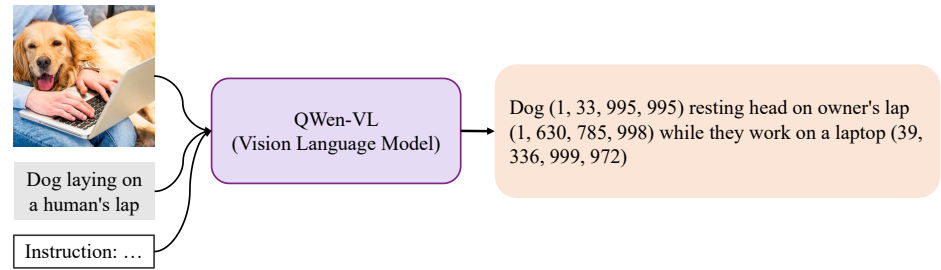 Dog laying on
a human's lap
Instruction: …
QWen-VL
(Vision Language Model)
Dog (1, 33, 995, 995) resting head on owner's lap
(1, 630, 785, 998) while they work on a laptop (39,
336, 999, 972)